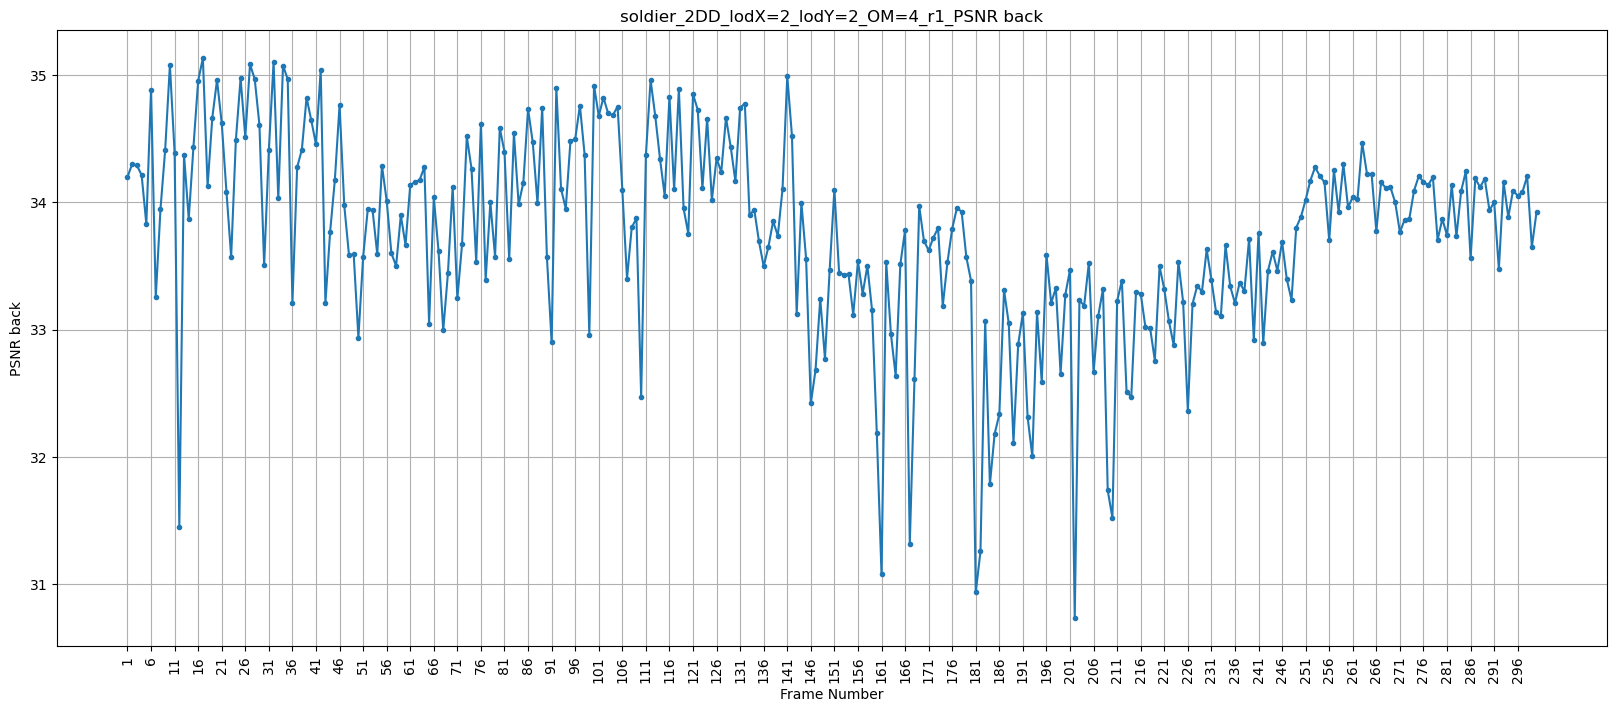 soldier_2DD_lodX=2_lodY=2_OM=4_r1_PSNR back
35
34
33
32
31
PSNR back
1 6 11 16 21 26 31 36 41 46 51 56 61 66 71 76 81 86 91 96 101 106 111 116 121 126 131 136 141 146 151 156 161 166 171 176 181 186 191 196 201 206 211 216 221 226 231 236 241 246 251 256 261 266 271 276 281 286 291 296
Frame Number